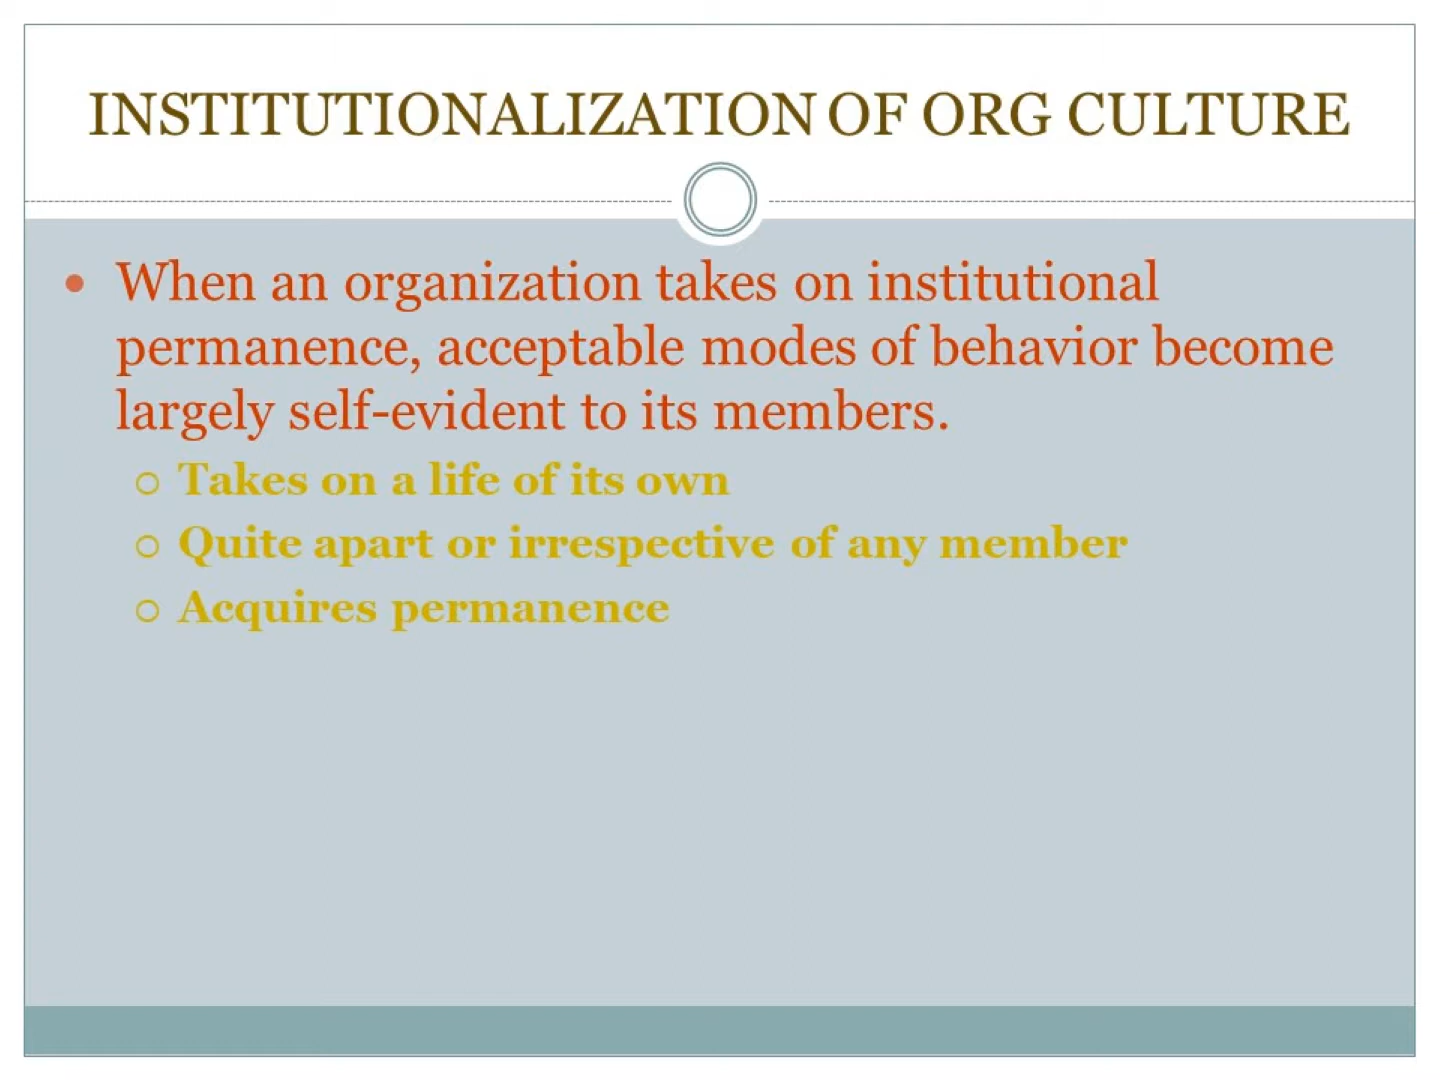 INSTITUTIONALIZATION OF ORG CULTURE
When an organization takes on institutional
permanence, acceptable modes of behavior become
largely self-evident to its members.
Takes on a life of its own
Quite apart or irrespective of any member
Acquires permanence